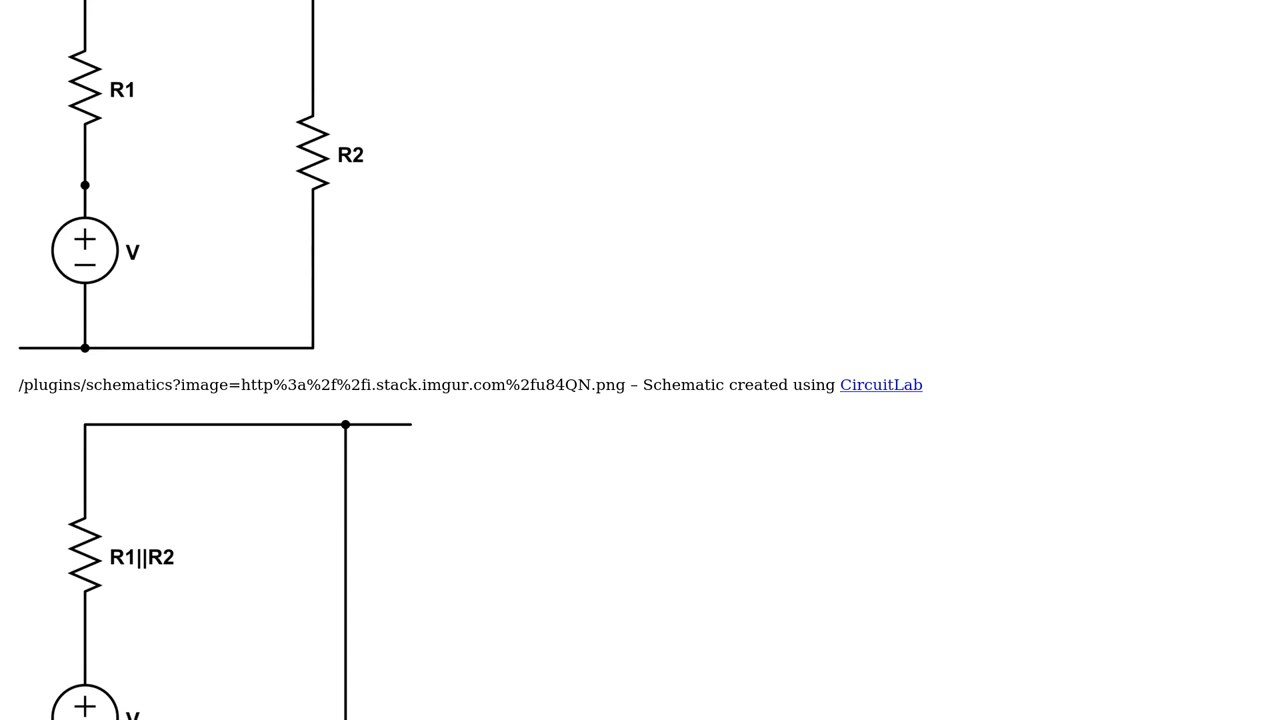 R1
R2
+
−
V
/plugins/schematics?image=http%3a%2f%2fi.stack.imgur.com%2fu84QN.png – Schematic created using CircuitLab
R1||R2
+
V